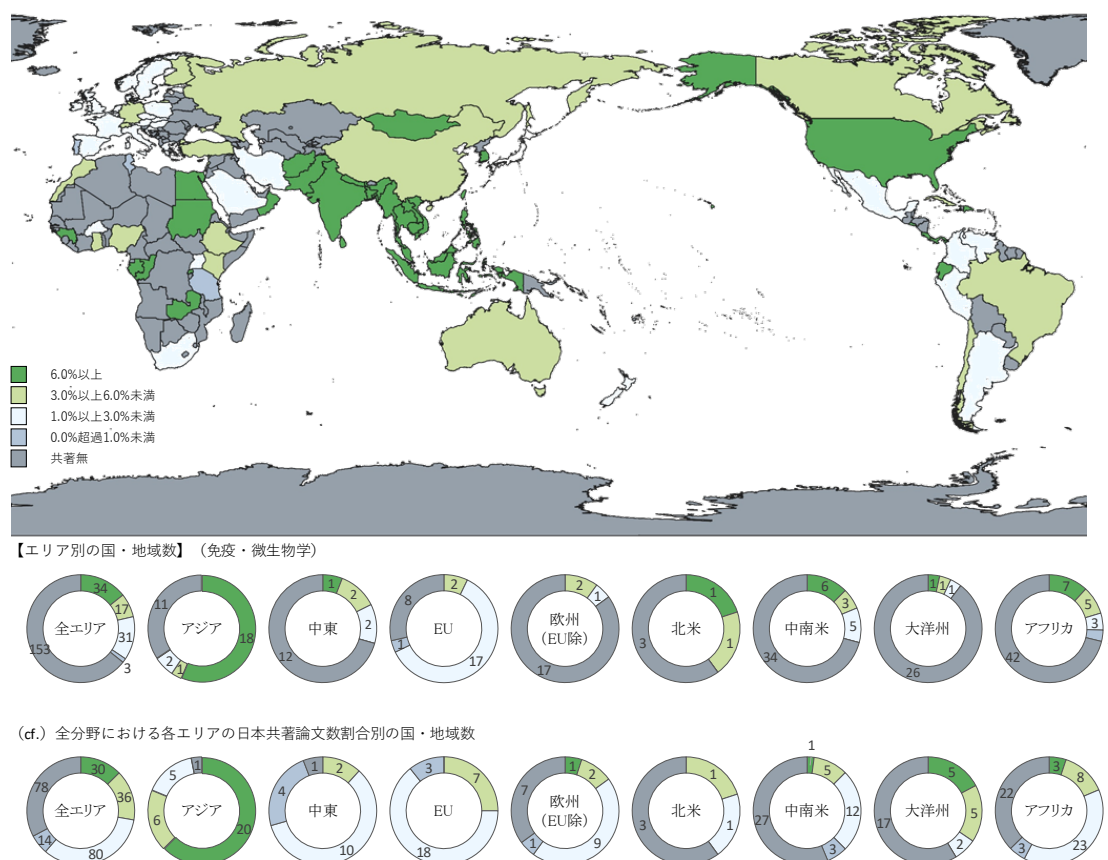 6.0%以上
3.0%以上6.0%未満
1.0%以上3.0%未満
0.0%超過1.0%未満
共著無
【エリア別の国・地域数】（免疫・微生物学）
34
17
31
3
153
全エリア
18
1
2
11
アジア
1
2
2
12
中東
2
17
1
8
EU
2
1
17
欧州
（EU除）
1
1
3
北米
6
3
5
34
中南米
1
1
1
26
大洋州
7
5
3
42
アフリカ
（cf.）全分野における各エリアの日本共著論文数割合別の国・地域数
30
36
80
14
78
全エリア
20
6
5
1
アジア
2
10
4
1
中東
7
18
3
EU
1
2
9
1
7
欧州
（EU除）
1
1
3
北米
1
5
12
3
27
中南米
5
5
2
17
大洋州
3
8
23
3
22
アフリカ